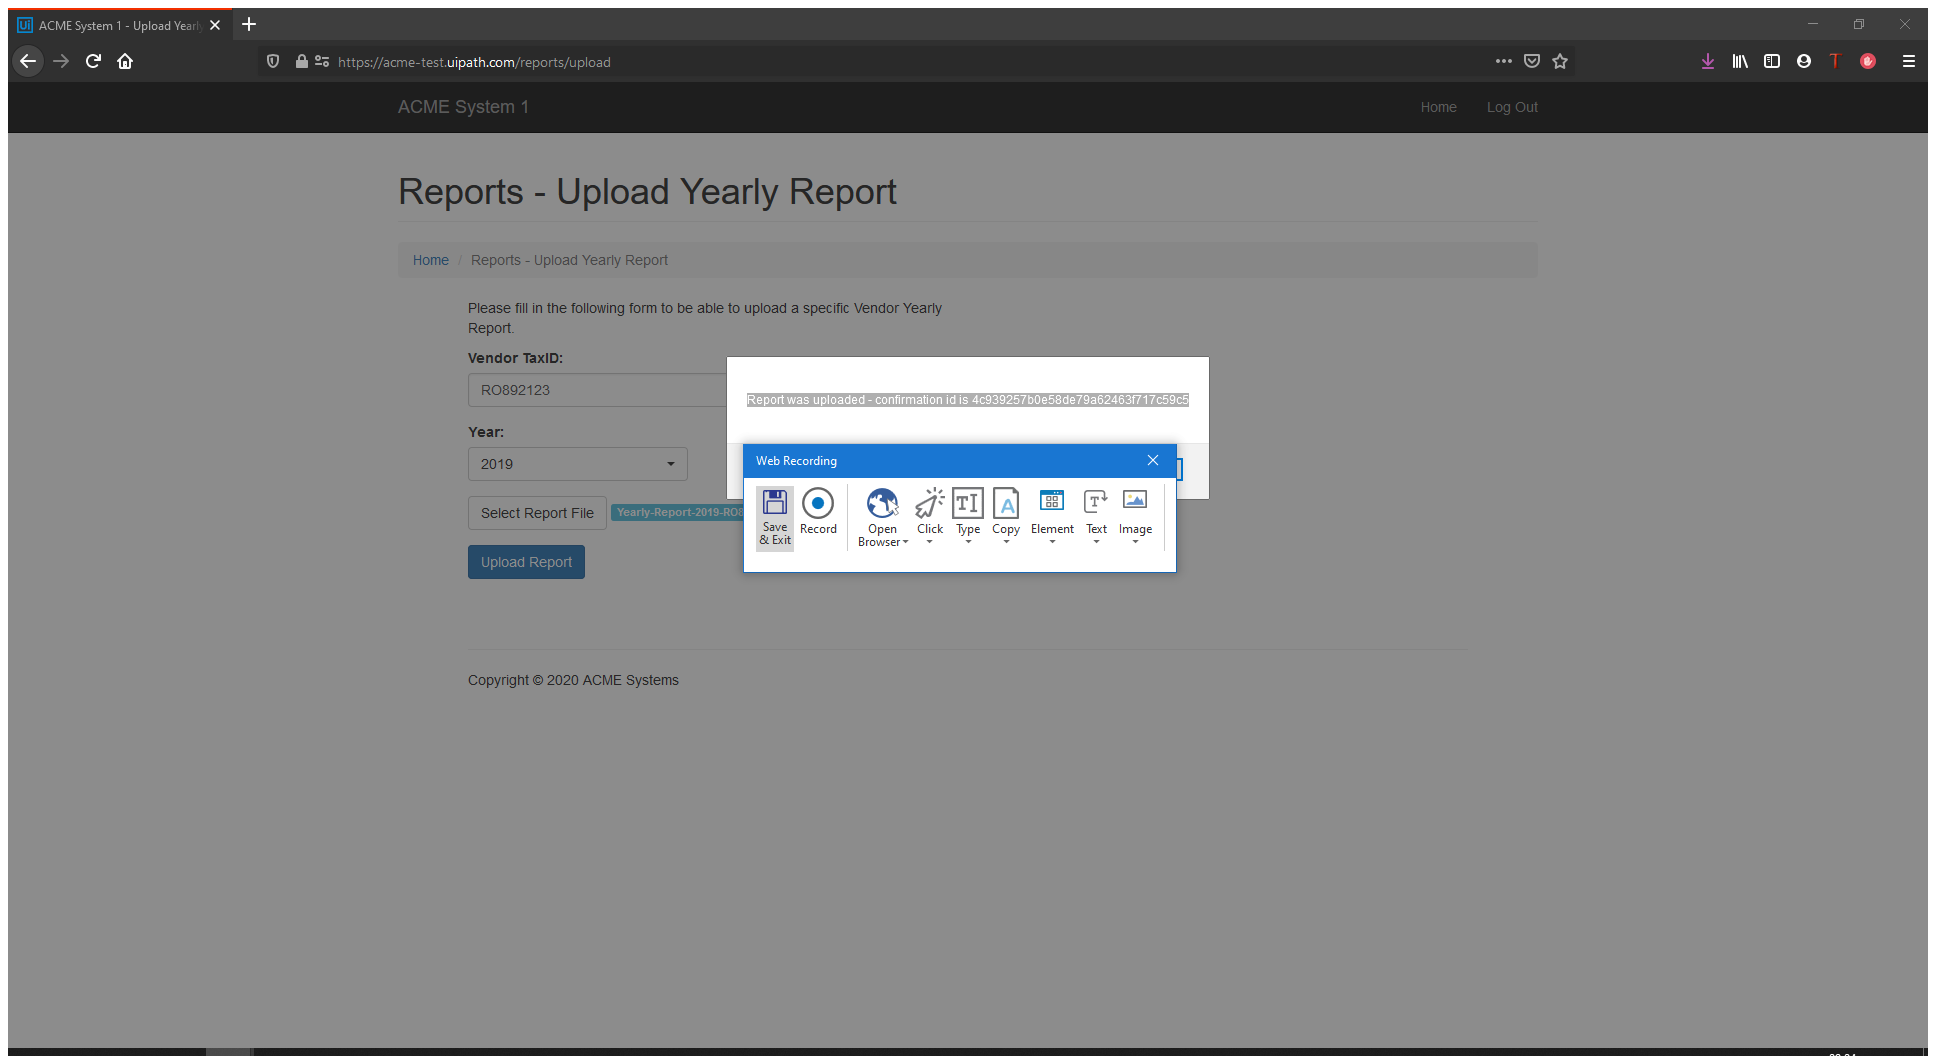 ACME System 1 - Upload Yearly
https://acme-test.uipath.com/reports/upload
ACME System 1
Home
Log Out
Reports - Upload Yearly Report
Home / Reports - Upload Yearly Report
Please fill in the following form to be able to upload a specific Vendor Yearly
Report.
Vendor TaxID:
RO892123
Report was uploaded - confirmation id is 4c939257b0e58de79a62463f717c59c5
Year:
2019
Web Recording
Select Report File
Yearly-Report-2019-RO8
Save
& Exit
Record
Open
Browser
Click
Type
Copy
Element
Text
Image
Upload Report
Copyright © 2020 ACME Systems